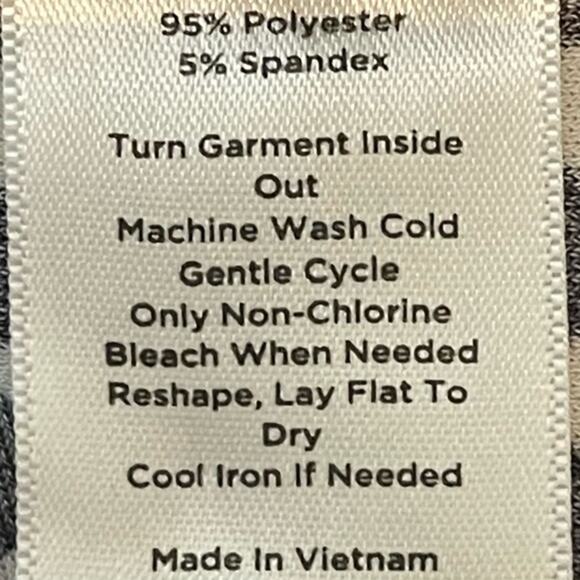 95% Polyester
5% Spandex
Turn Garment Inside
Out
Machine Wash Cold
Gentle Cycle
Only Non-Chlorine
Bleach When Needed
Reshape, Lay Flat To
Dry
Cool Iron If Needed
Made In Vietnam